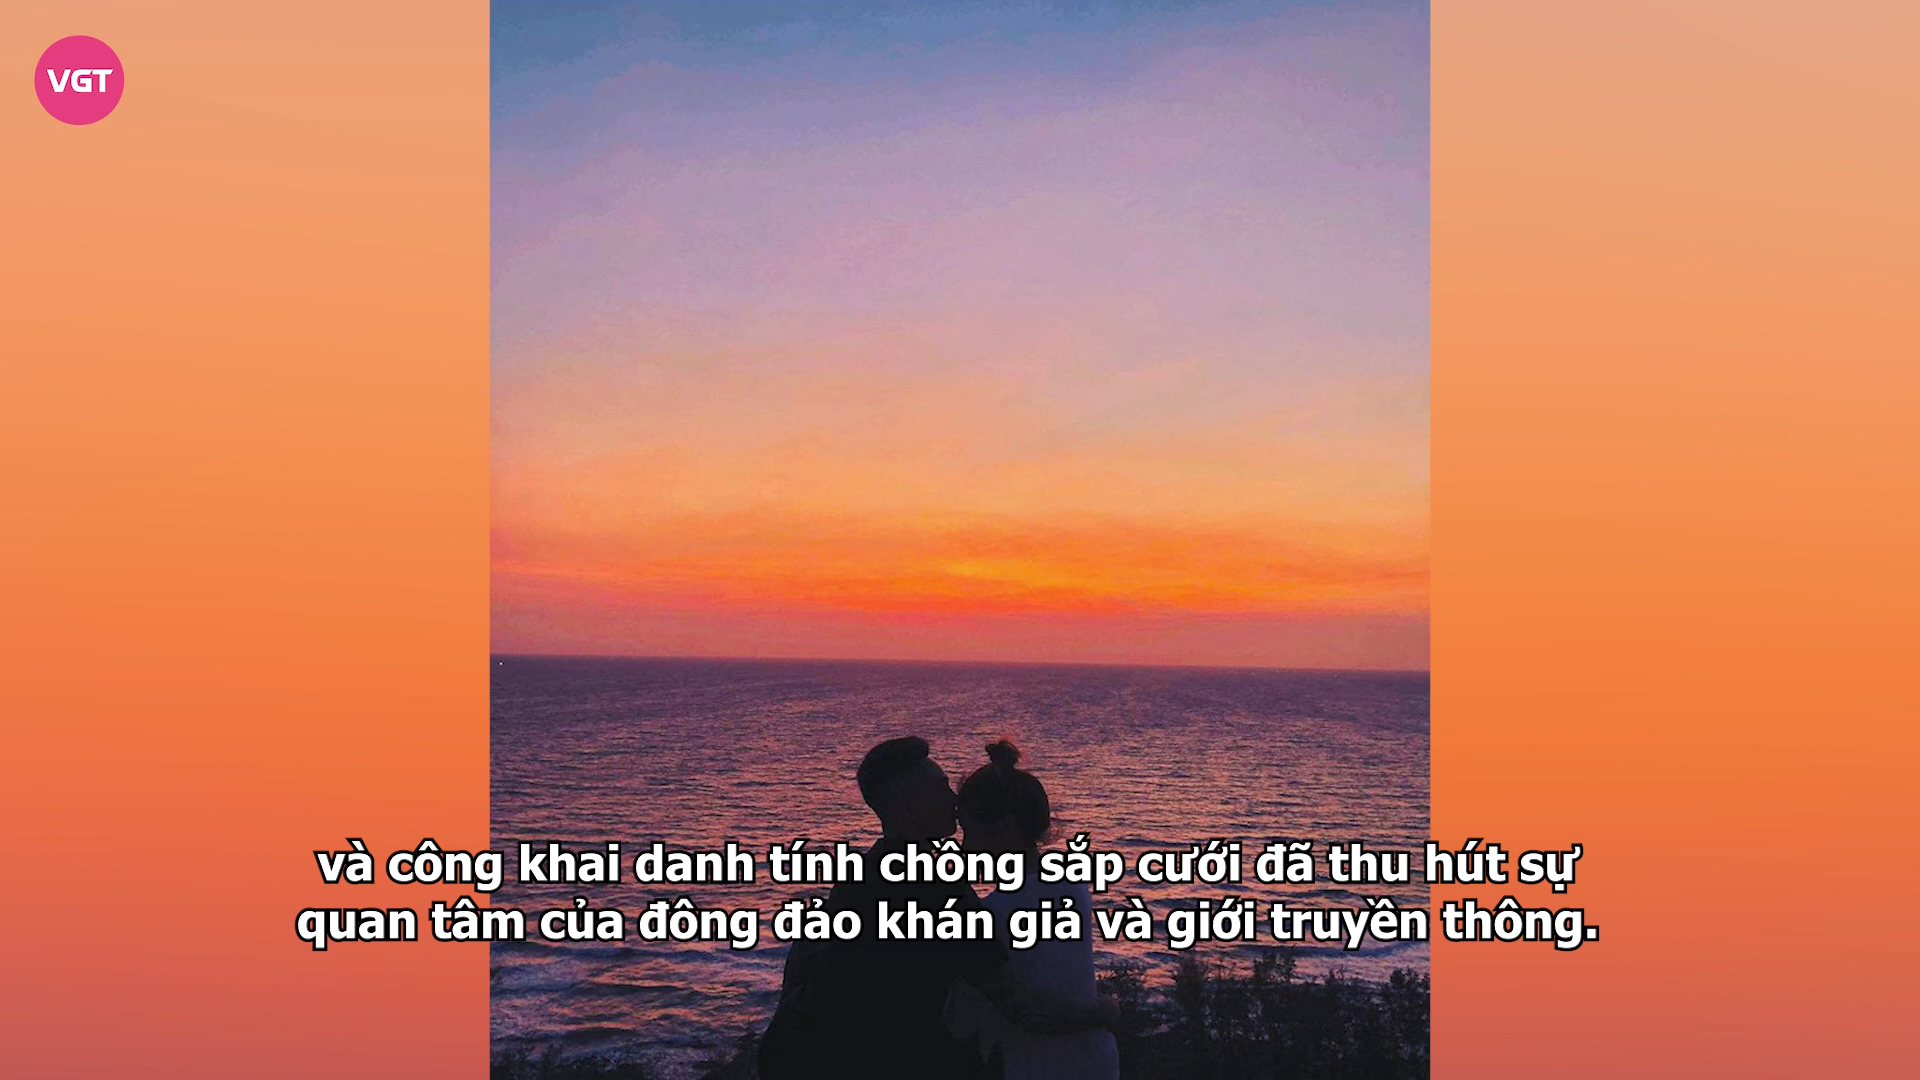 VGT
và công khai danh tính chồng sắp cưới đã thu hút sự
quan tâm của đông đảo khán giả và giới truyền thông.